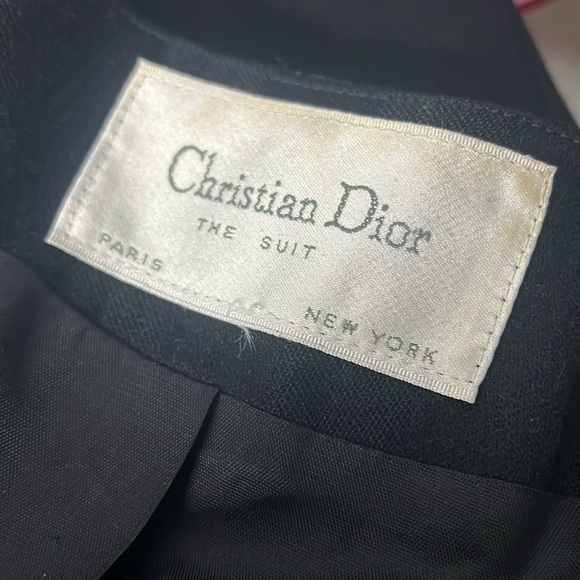 Christian Dior
THE SUIT
PARIS NEW YORK